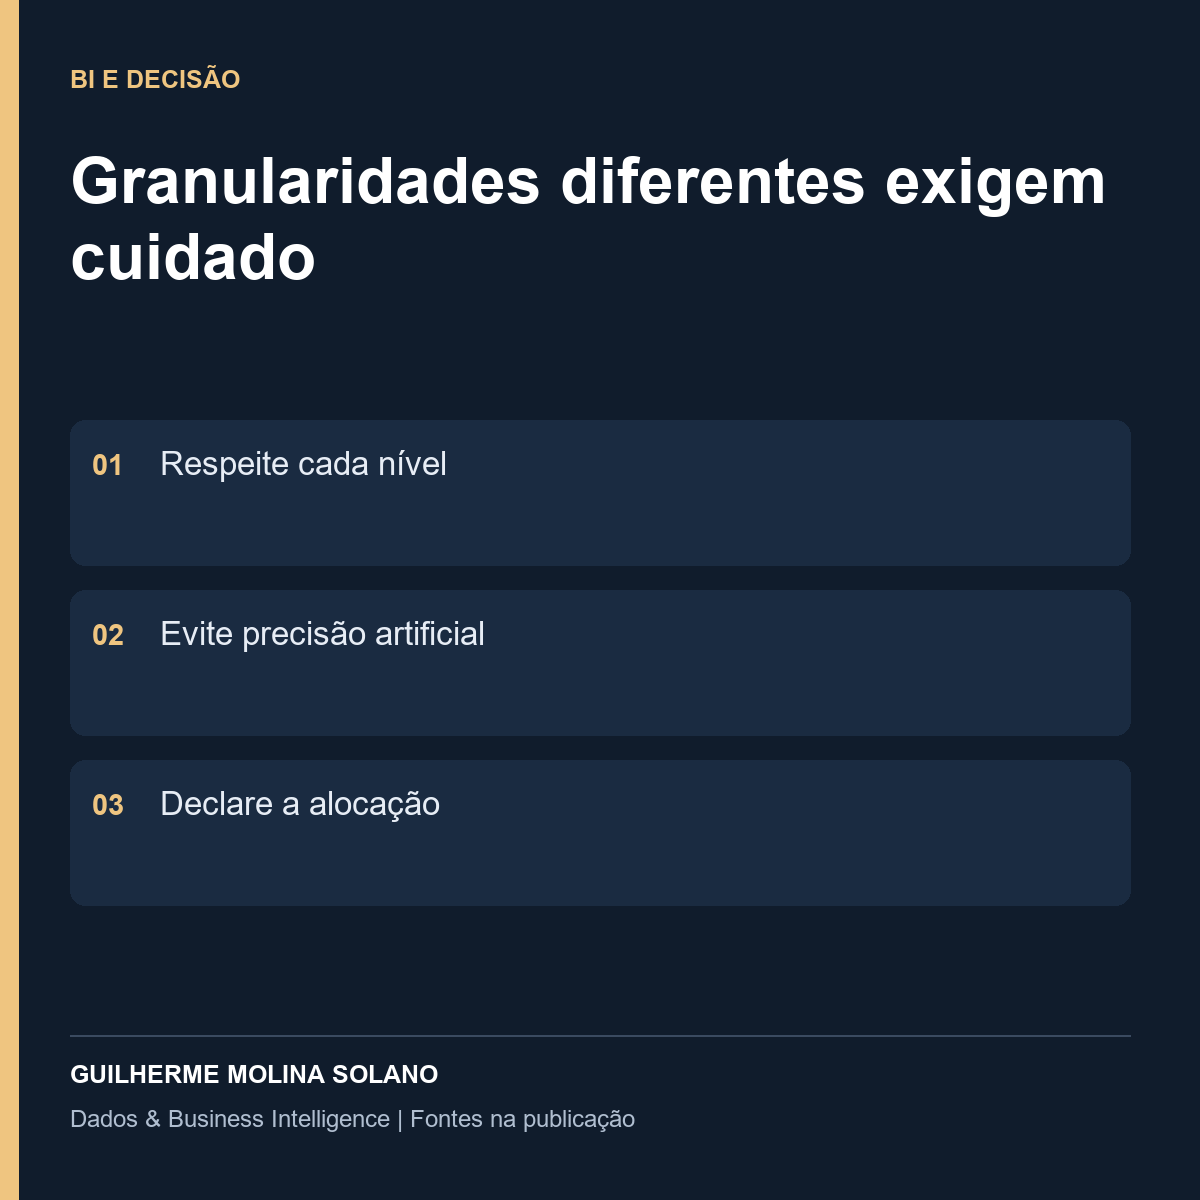 BI E DECISÃO
Granularidades diferentes exigem
cuidado
01 Respeite cada nível
02 Evite precisão artificial
03 Declare a alocação
GUILHERME MOLINA SOLANO
Dados & Business Intelligence | Fontes na publicação